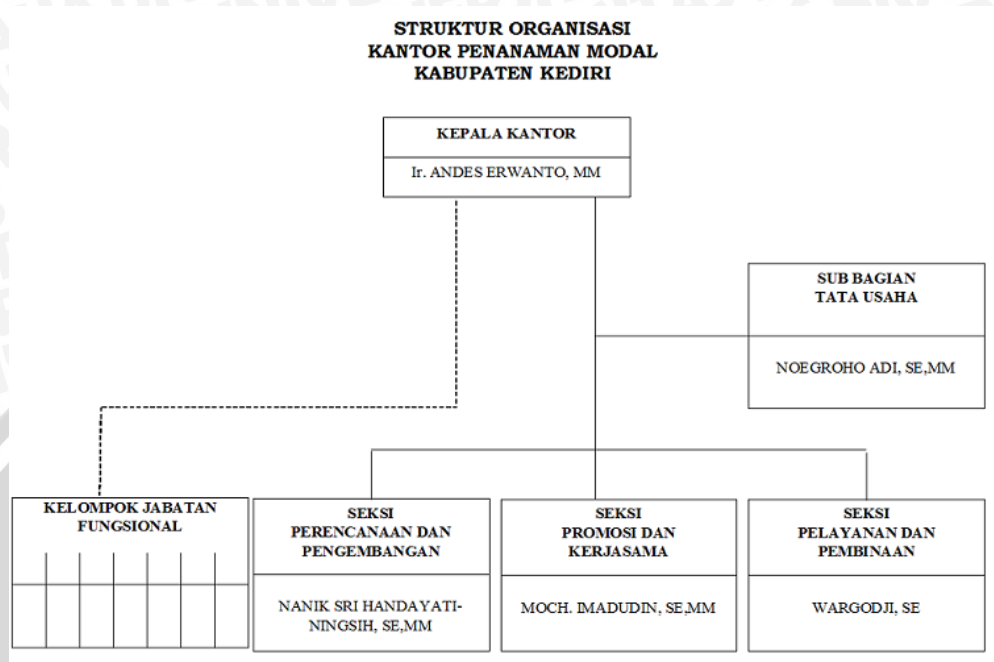 STRUKTUR ORGANISASI
KANTOR PENANAMAN MODAL
KABUPATEN KEDIRI
KEPALA KANTOR
Ir. ANDES ERWANTO, MM
SUB BAGIAN
TATA USAHA
NOEGROHO ADI, SE,MM
KELOMPOK JABATAN
FUNGSIONAL
SEKSI
PERENCANAAN DAN
PENGEMBANGAN
NANIK SRI HANDAYATI-
NINGSIH, SE,MM
SEKSI
PROMOSI DAN
KERJASAMA
MOCH. IMADUDIN, SE,MM
SEKSI
PELAYANAN DAN
PEMBINAAN
WARGODJI, SE